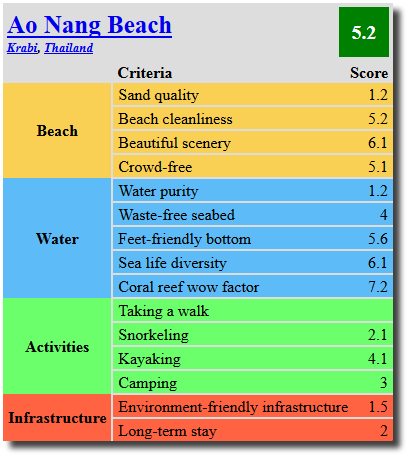 Ao Nang Beach 5.2
Krabi, Thailand
Criteria Score
Beach
Sand quality 1.2
Beach cleanliness 5.2
Beautiful scenery 6.1
Crowd-free 5.1
Water
Water purity 1.2
Waste-free seabed 4
Feet-friendly bottom 5.6
Sea life diversity 6.1
Coral reef wow factor 7.2
Activities
Taking a walk
Snorkeling 2.1
Kayaking 4.1
Camping 3
Infrastructure
Environment-friendly infrastructure 1.5
Long-term stay 2